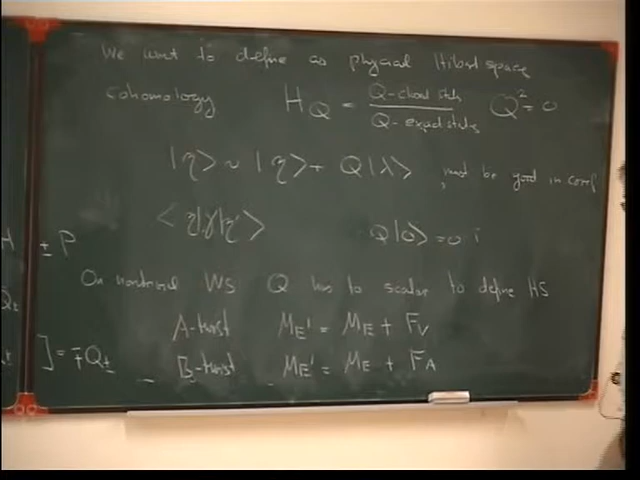 We want to define as physical Hilbert space
Cohomology H_Q = Q-closed states / Q-exact states Q² = 0
|η> ~ |η> + Q|λ> , must be good in
<η|γ|η'> Q|0> = 0
H ± P
On nontrivial WS Q has to scalar to define HS
A-twist M_E' = M_E + F_V
] = ∓Q±
B-twist M_E' = M_E + F_A